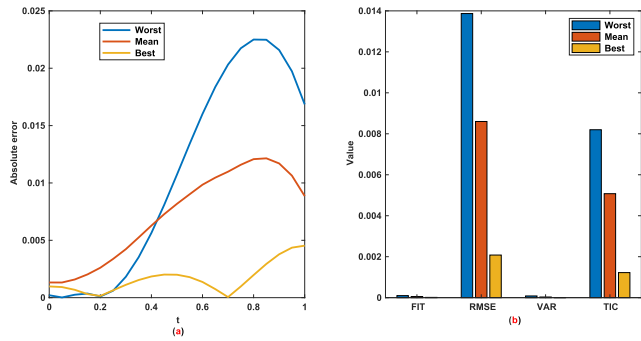 0.025
0.02
0.015
0.01
0.005
0
Absolute error
Worst
Mean
Best
0 0.2 0.4 0.6 0.8 1
t
(a)
0.014
0.012
0.01
0.008
0.006
0.004
0.002
0
Value
Worst
Mean
Best
FIT RMSE VAR TIC
(b)